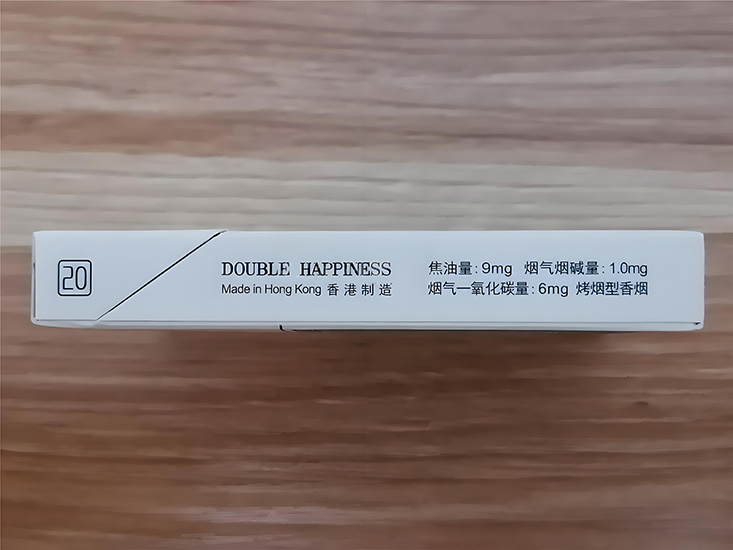 20
DOUBLE HAPPINESS
Made in Hong Kong 香港制造
焦油量:9mg 烟气烟碱量:1.0mg
烟气一氧化碳量:6mg 烤烟型香烟